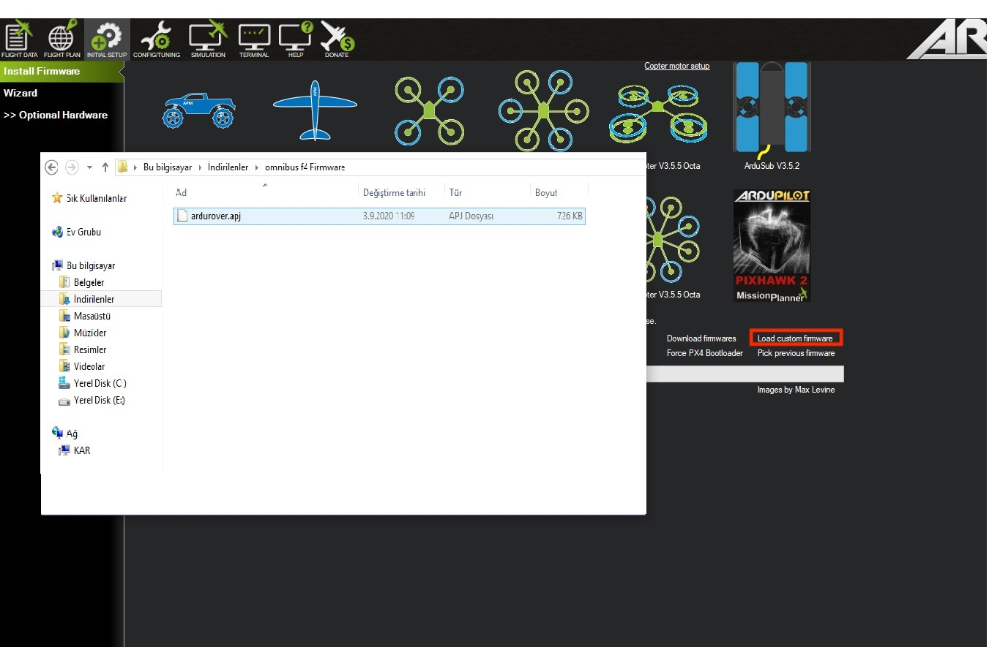 FLIGHT DATA
FLIGHT PLAN
INITIAL SETUP
CONFIG/TUNING
SIMULATION
TERMINAL
HELP
DONATE
AR
Install Firmware
Wizard
>> Optional Hardware
Copter motor setup
APM
APM
ter V3.5.5 Octa
ArduSub V3.5.2
Bu bilgisayar
İndirilenler
omnibus f4 Firmware
Ad
Değiştirme tarihi
Tür
Boyut
ardurover.apj
3.9.2020 11:09
APJ Dosyası
726 KB
Sık Kullanılanlar
Ev Grubu
Bu bilgisayar
Belgeler
İndirilenler
Masaüstü
Müzikler
Resimler
Videolar
Yerel Disk (C:)
Yerel Disk (E:)
Ağ
KAR
ARDUPILOT
PIXHAWK 2
MissionPlanner
ter V3.5.5 Octa
se.
Download firmwares
Load custom firmware
Force PX4 Bootloader
Pick previous firmware
Images by Max Levine